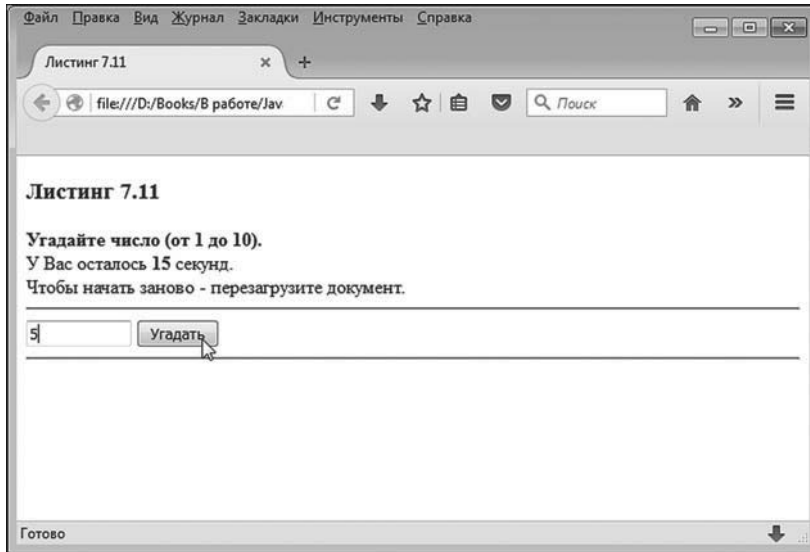 Файл Правка Вид Журнал Закладки Инструменты Справка
Листинг 7.11
file:///D:/Books/В работе/Jav
Поиск
Листинг 7.11
Угадайте число (от 1 до 10).
У Вас осталось 15 секунд.
Чтобы начать заново - перезагрузите документ.
5 Угадать
Готово